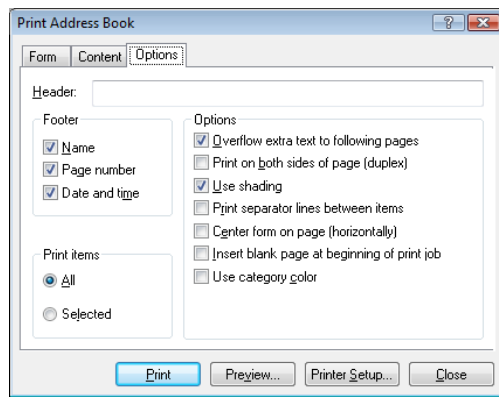 Print Address Book
Form Content Options
Header:
Footer
Name
Page number
Date and time
Print items
All
Selected
Options
Overflow extra text to following pages
Print on both sides of page (duplex)
Use shading
Print separator lines between items
Center form on page (horizontally)
Insert blank page at beginning of print job
Use category color
Print Preview... Printer Setup... Close